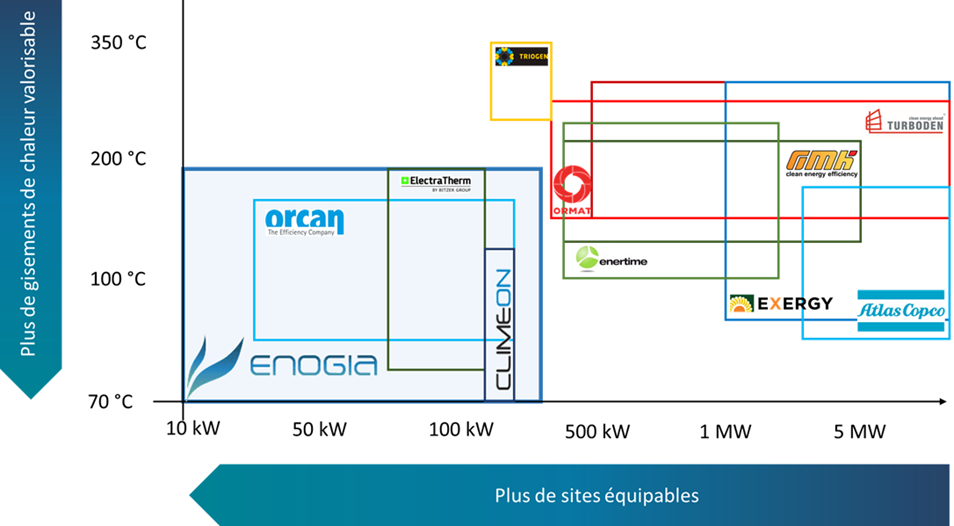 Plus de gisements de chaleur valorisable
350 °C
200 °C
100 °C
70 °C
TRIOGEN
clean energy ahead
TURBODEN
GMK
clean energy efficiency
ElectraTherm
BY BITZER GROUP
orcan
The Efficiency Company
ORMAT
enertime
CLIMEON
EXERGY
Atlas Copco
ENOGIA
10 kW
50 kW
100 kW
500 kW
1 MW
5 MW
Plus de sites équipables